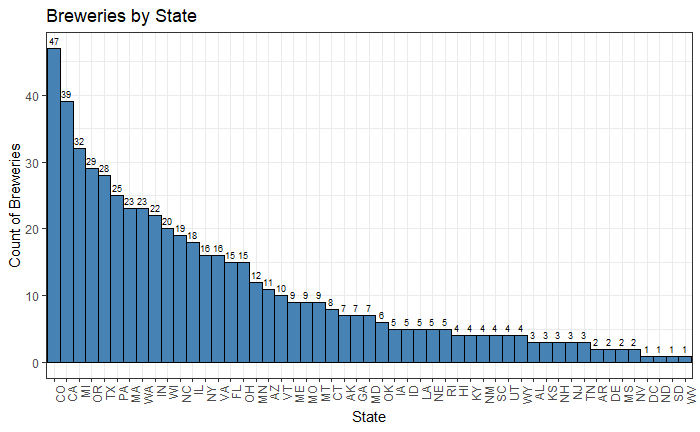 Breweries by State
Count of Breweries
40
30
20
10
0
47 39 32 29 28 25 23 23 22 20 19 18 16 16 15 15 12 11 10 9 9 9 8 7 7 7 6 5 5 5 5 5 4 4 4 4 4 4 3 3 3 3 3 2 2 2 2 1 1 1 1
CO CA MI OR TX PA MA WA IN WI NC IL NY VA FL OH MN AZ VT ME MO MT CT AK GA MD OK IA ID LA NE RI HI KY NM SC UT WY AL KS NH NJ TN AR DE MS NV DC ND SD WV
State